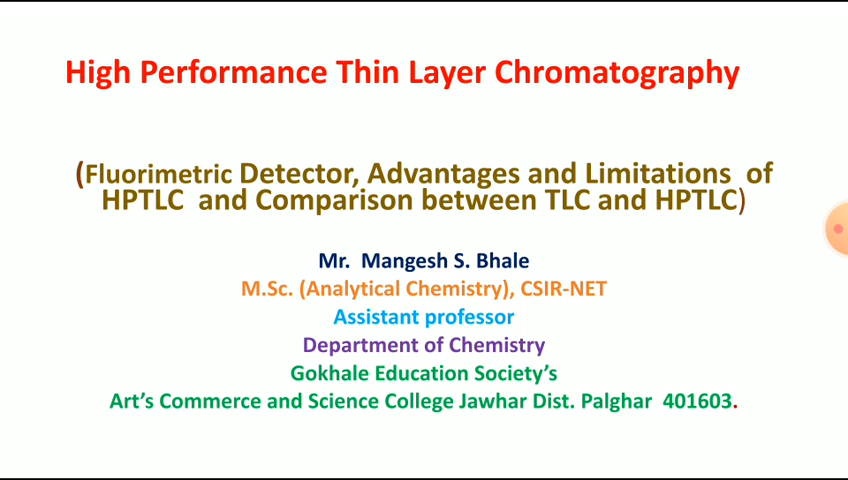 High Performance Thin Layer Chromatography
(Fluorimetric Detector, Advantages and Limitations of
HPTLC and Comparison between TLC and HPTLC)
Mr. Mangesh S. Bhale
M.Sc. (Analytical Chemistry), CSIR-NET
Assistant professor
Department of Chemistry
Gokhale Education Society's
Art's Commerce and Science College Jawhar Dist. Palghar 401603.